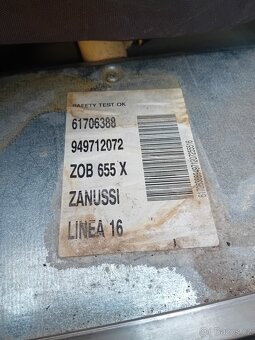 SAFETY TEST OK
61706388
949712072
ZOB 655 X
ZANUSSI
LINEA 16